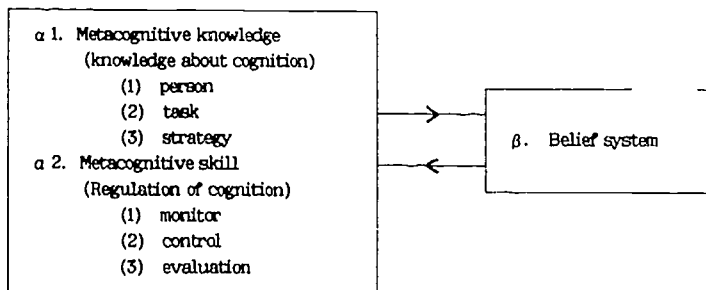 α 1. Metacognitive knowledge
(knowledge about cognition)
(1) person
(2) task
(3) strategy
α 2. Metacognitive skill
(Regulation of cognition)
(1) monitor
(2) control
(3) evaluation
β. Belief system